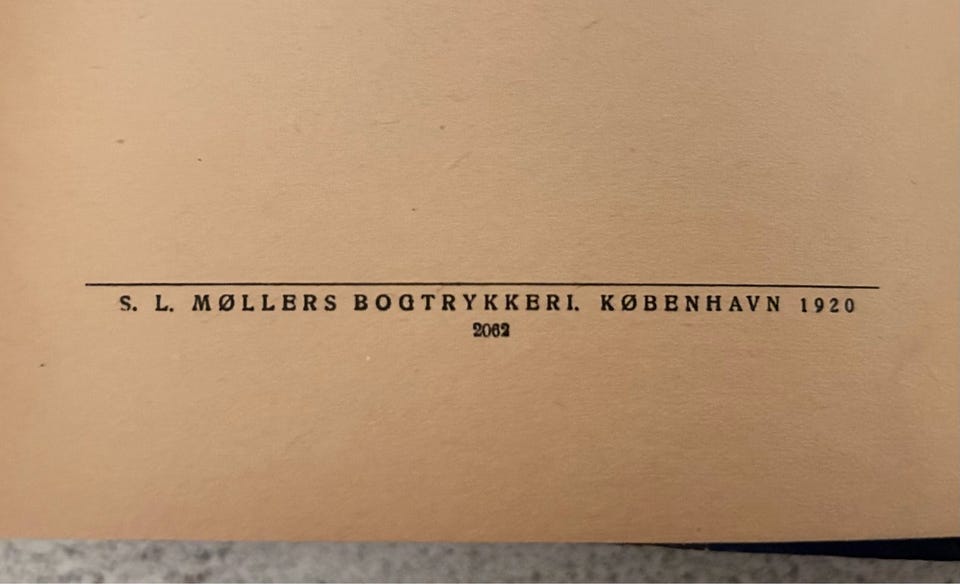 S. L. MØLLERS BOGTRYKKERI. KØBENHAVN 1920
2062